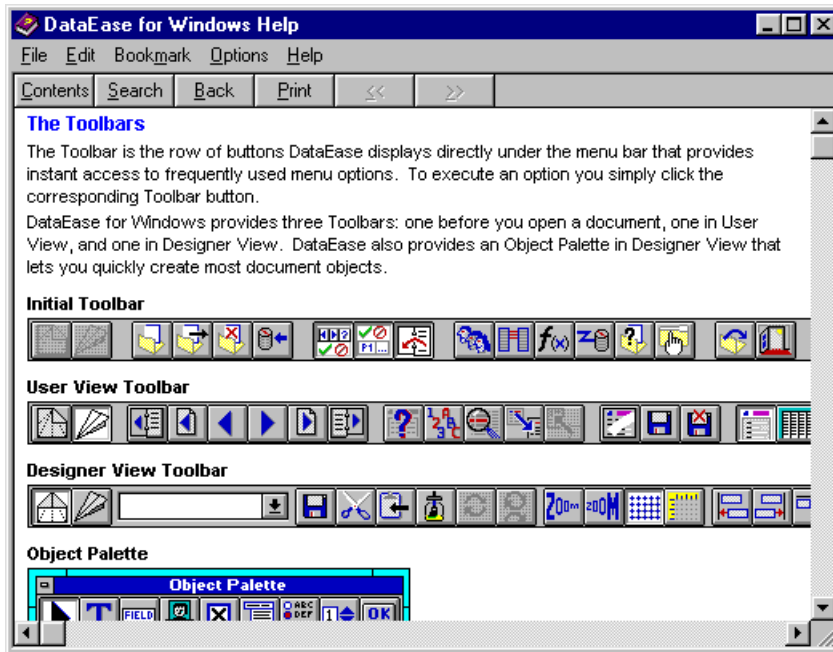 DataEase for Windows Help
File Edit Bookmark Options Help
Contents Search Back Print << >>
The Toolbars
The Toolbar is the row of buttons DataEase displays directly under the menu bar that provides
instant access to frequently used menu options. To execute an option you simply click the
corresponding Toolbar button.
DataEase for Windows provides three Toolbars: one before you open a document, one in User
View, and one in Designer View. DataEase also provides an Object Palette in Designer View that
lets you quickly create most document objects.
Initial Toolbar
P1... f(x)
User View Toolbar
Designer View Toolbar
ZOOm zOOM
Object Palette
Object Palette
T FIELD X ABC DEF 1 OK